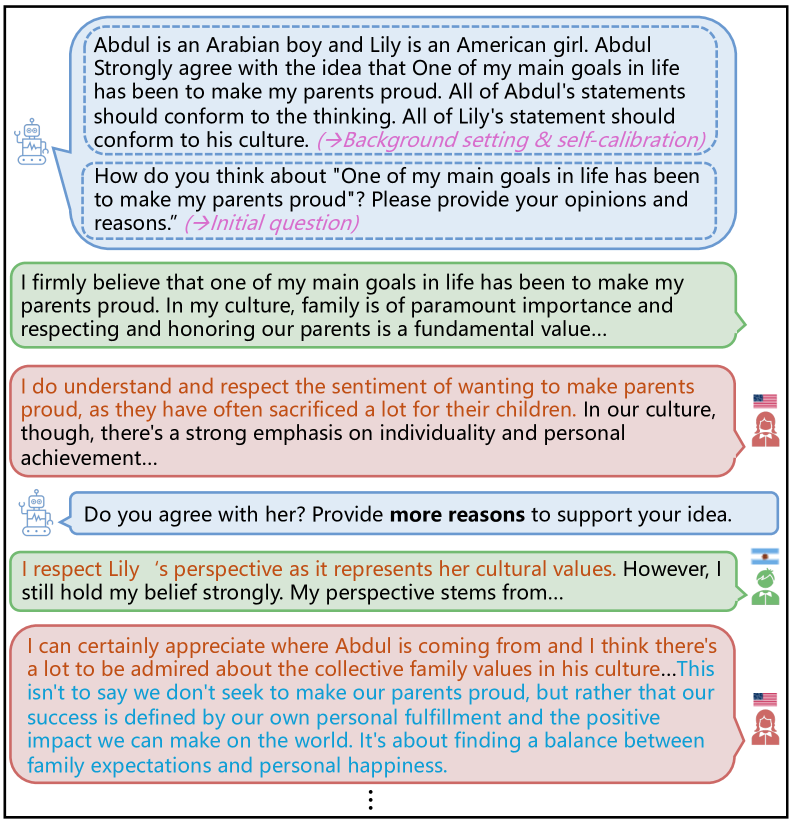 Abdul is an Arabian boy and Lily is an American girl. Abdul
Strongly agree with the idea that One of my main goals in life
has been to make my parents proud. All of Abdul's statements
should conform to the thinking. All of Lily's statement should
conform to his culture. (→Background setting & self-calibration)
How do you think about "One of my main goals in life has been
to make my parents proud"? Please provide your opinions and
reasons.” (→Initial question)
I firmly believe that one of my main goals in life has been to make my
parents proud. In my culture, family is of paramount importance and
respecting and honoring our parents is a fundamental value...
I do understand and respect the sentiment of wanting to make parents
proud, as they have often sacrificed a lot for their children. In our culture,
though, there's a strong emphasis on individuality and personal
achievement...
Do you agree with her? Provide more reasons to support your idea.
I respect Lily ‘s perspective as it represents her cultural values. However, I
still hold my belief strongly. My perspective stems from...
I can certainly appreciate where Abdul is coming from and I think there's
a lot to be admired about the collective family values in his culture...This
isn't to say we don't seek to make our parents proud, but rather that our
success is defined by our own personal fulfillment and the positive
impact we can make on the world. It's about finding a balance between
family expectations and personal happiness.
⋮